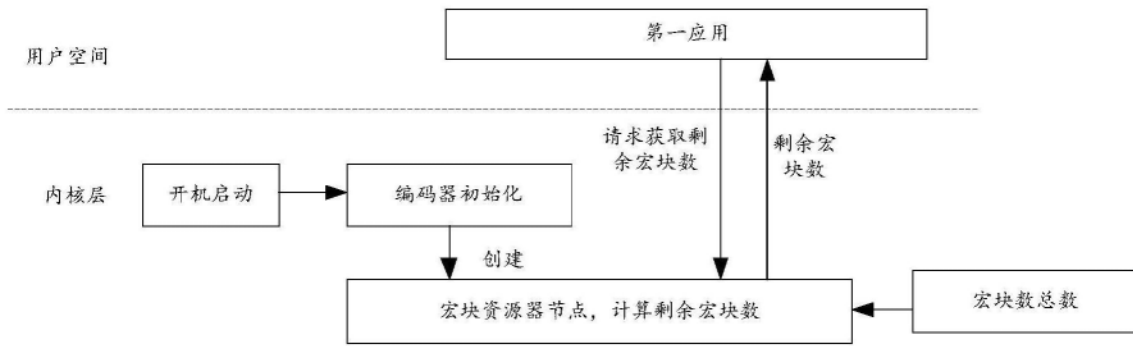 第一应用
用户空间
请求获取剩
余宏块数
剩余宏
块数
内核层
开机启动
编码器初始化
创建
宏块资源器节点，计算剩余宏块数
宏块数总数